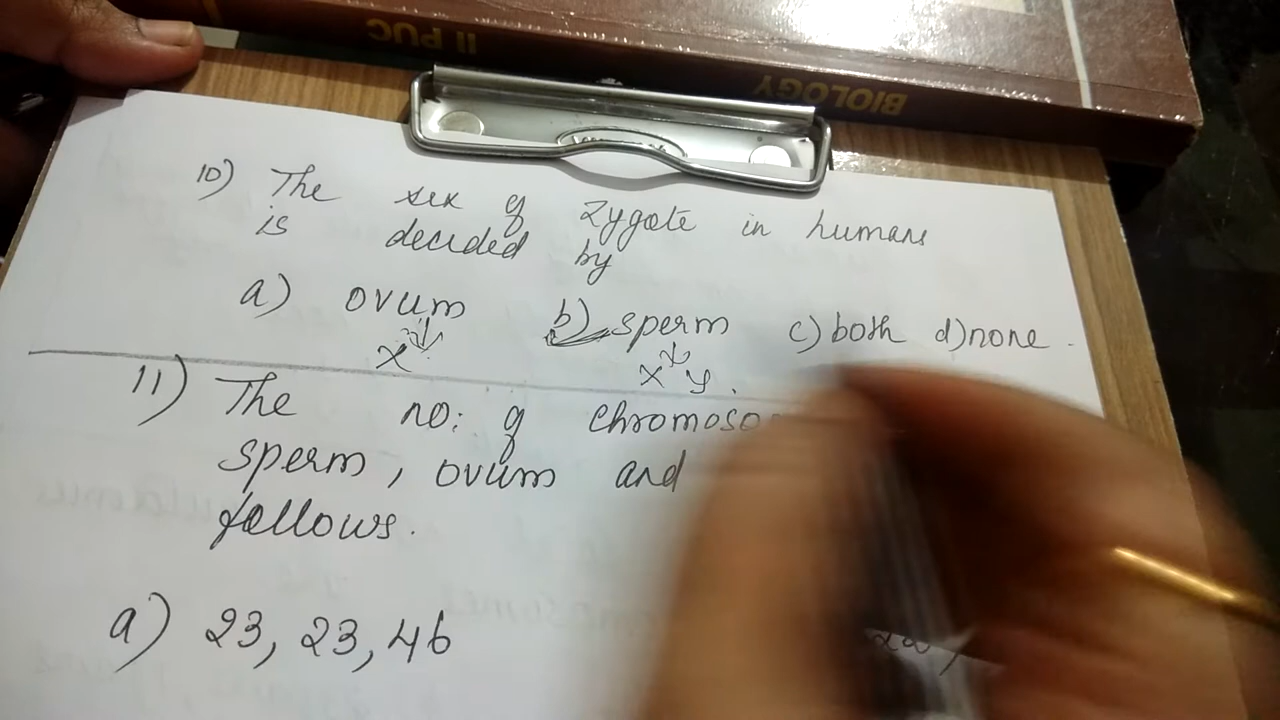 II PUC
BIOLOGY
10) The sex of zygote in humans
is decided by
a) ovum b) sperm c) both d) none.
X X y.
11) The no: of
sperm, ovum and
follows.
a) 23, 23, 46